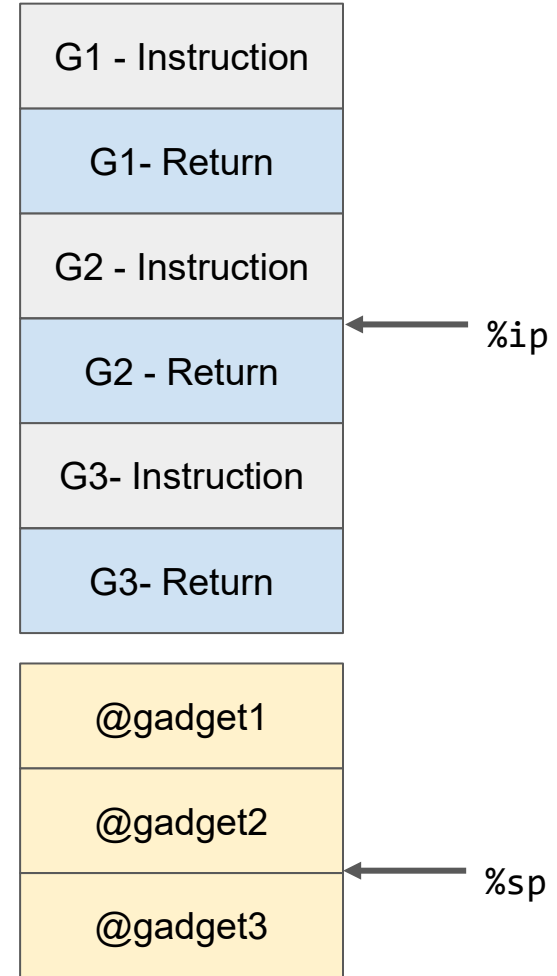 G1 - Instruction
G1- Return
G2 - Instruction
%ip
G2 - Return
G3- Instruction
G3- Return
@gadget1
@gadget2
%sp
@gadget3